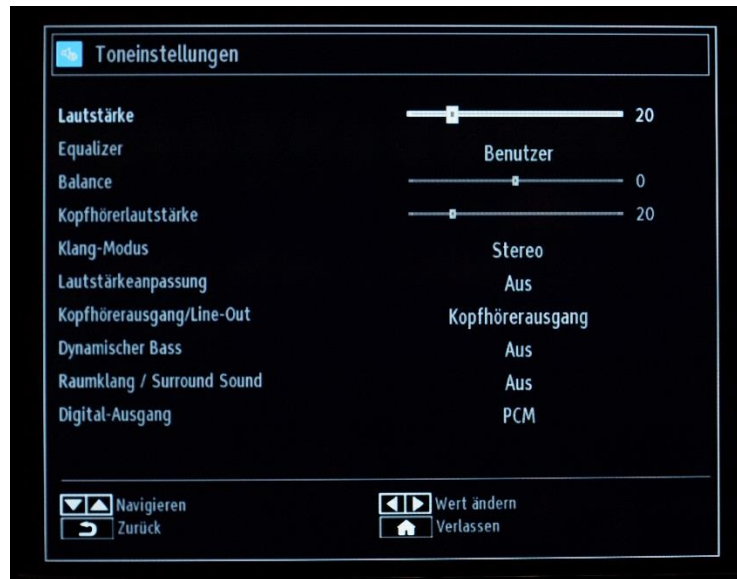 Toneinstellungen
Lautstärke 20
Equalizer Benutzer
Balance 0
Kopfhörerlautstärke 20
Klang-Modus Stereo
Lautstärkeanpassung Aus
Kopfhörerausgang/Line-Out Kopfhörerausgang
Dynamischer Bass Aus
Raumklang / Surround Sound Aus
Digital-Ausgang PCM
Navigieren Wert ändern
Zurück Verlassen